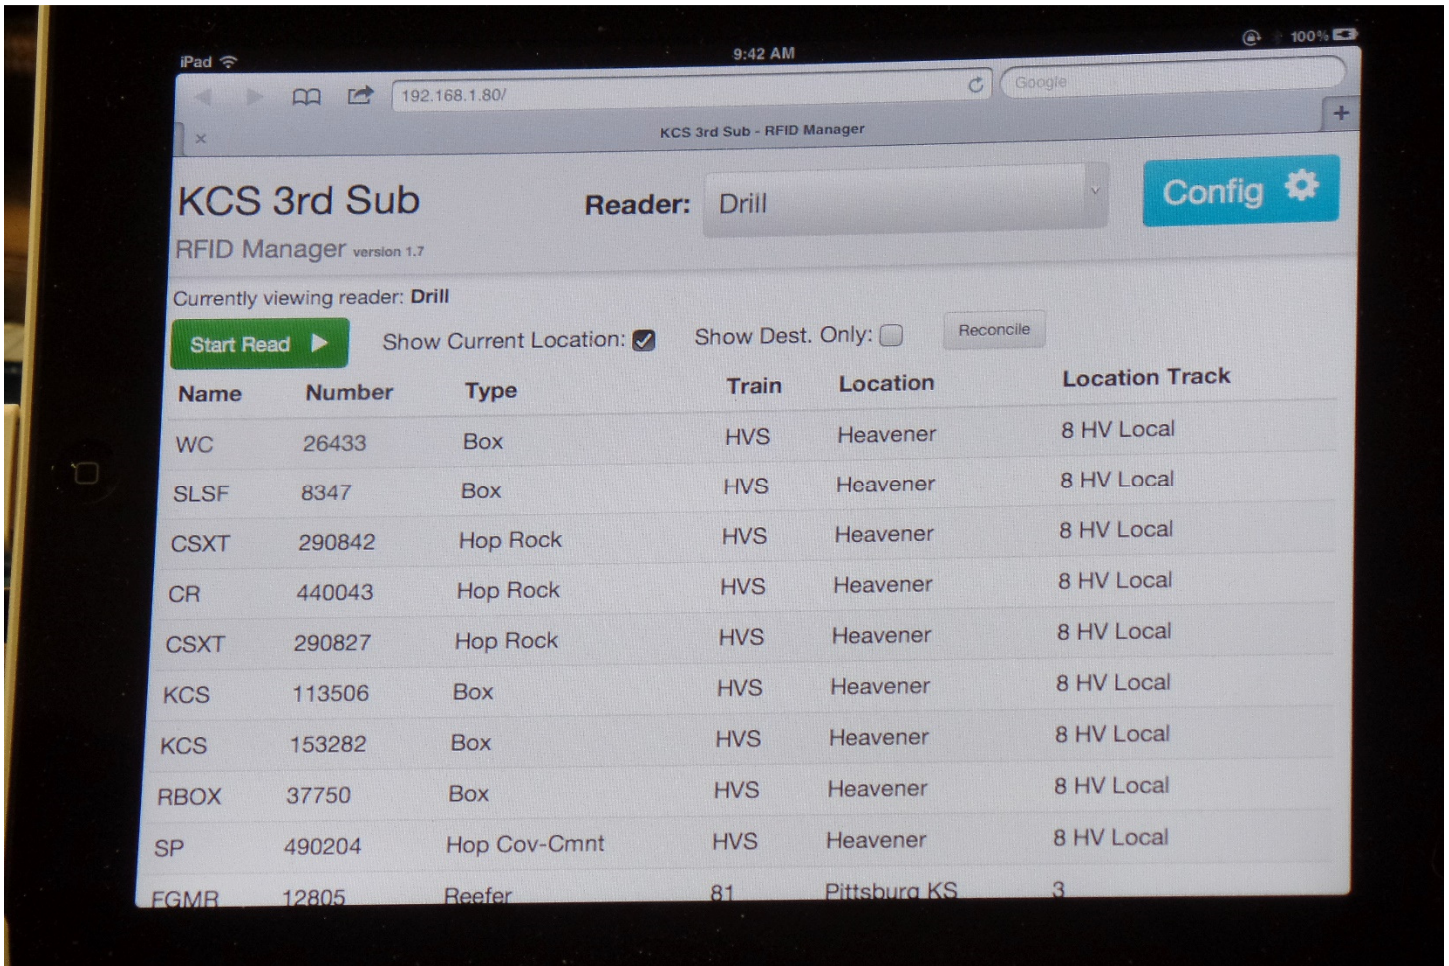 iPad 9:42 AM 100%
192.168.1.80/ Google
KCS 3rd Sub - RFID Manager
KCS 3rd Sub Reader: Drill Config
RFID Manager version 1.7
Currently viewing reader: Drill
Start Read Show Current Location: Show Dest. Only: Reconcile
Name Number Type Train Location Location Track
WC 26433 Box HVS Heavener 8 HV Local
SLSF 8347 Box HVS Heavener 8 HV Local
CSXT 290842 Hop Rock HVS Heavener 8 HV Local
CR 440043 Hop Rock HVS Heavener 8 HV Local
CSXT 290827 Hop Rock HVS Heavener 8 HV Local
KCS 113506 Box HVS Heavener 8 HV Local
KCS 153282 Box HVS Heavener 8 HV Local
RBOX 37750 Box HVS Heavener 8 HV Local
SP 490204 Hop Cov-Cmnt HVS Heavener 8 HV Local
FGMR 12805 Reefer 81 Pittsburg KS 3